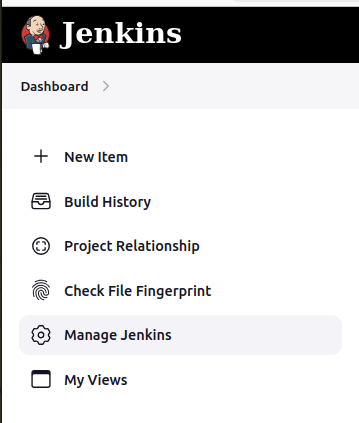 Jenkins
Dashboard
New Item
Build History
Project Relationship
Check File Fingerprint
Manage Jenkins
My Views